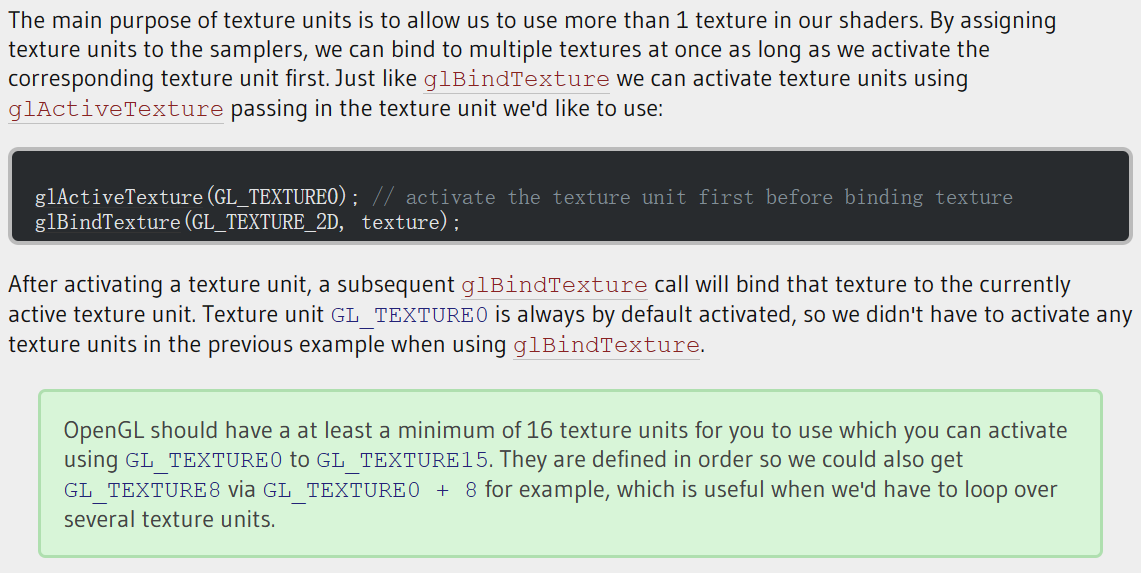 The main purpose of texture units is to allow us to use more than 1 texture in our shaders. By assigning
texture units to the samplers, we can bind to multiple textures at once as long as we activate the
corresponding texture unit first. Just like glBindTexture we can activate texture units using
glActiveTexture passing in the texture unit we'd like to use:
glActiveTexture(GL_TEXTURE0); // activate the texture unit first before binding texture
glBindTexture(GL_TEXTURE_2D, texture);
After activating a texture unit, a subsequent glBindTexture call will bind that texture to the currently
active texture unit. Texture unit GL_TEXTURE0 is always by default activated, so we didn't have to activate any
texture units in the previous example when using glBindTexture.
OpenGL should have a at least a minimum of 16 texture units for you to use which you can activate
using GL_TEXTURE0 to GL_TEXTURE15. They are defined in order so we could also get
GL_TEXTURE8 via GL_TEXTURE0 + 8 for example, which is useful when we'd have to loop over
several texture units.